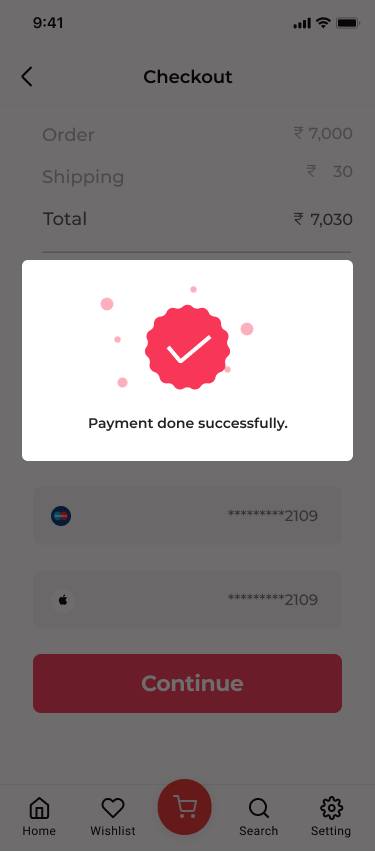 9:41
Checkout
Order ₹ 7,000
Shipping ₹ 30
Total ₹ 7,030
Payment done successfully.
*********2109
*********2109
Continue
Home Wishlist Search Setting